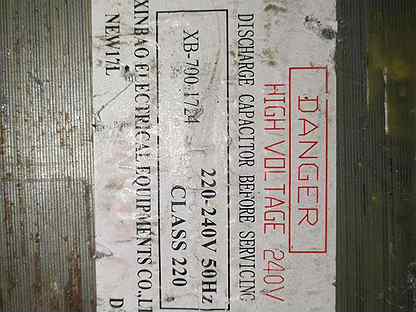 DANGER
HIGH VOLTAGE 240V
DISCHARGE CAPACITOR BEFORE SERVICING
220-240V 50Hz
XB-700-1724
CLASS 220
XINBAO ELECTRICAL EQUIPMENTS CO.,LT
NEW17L D